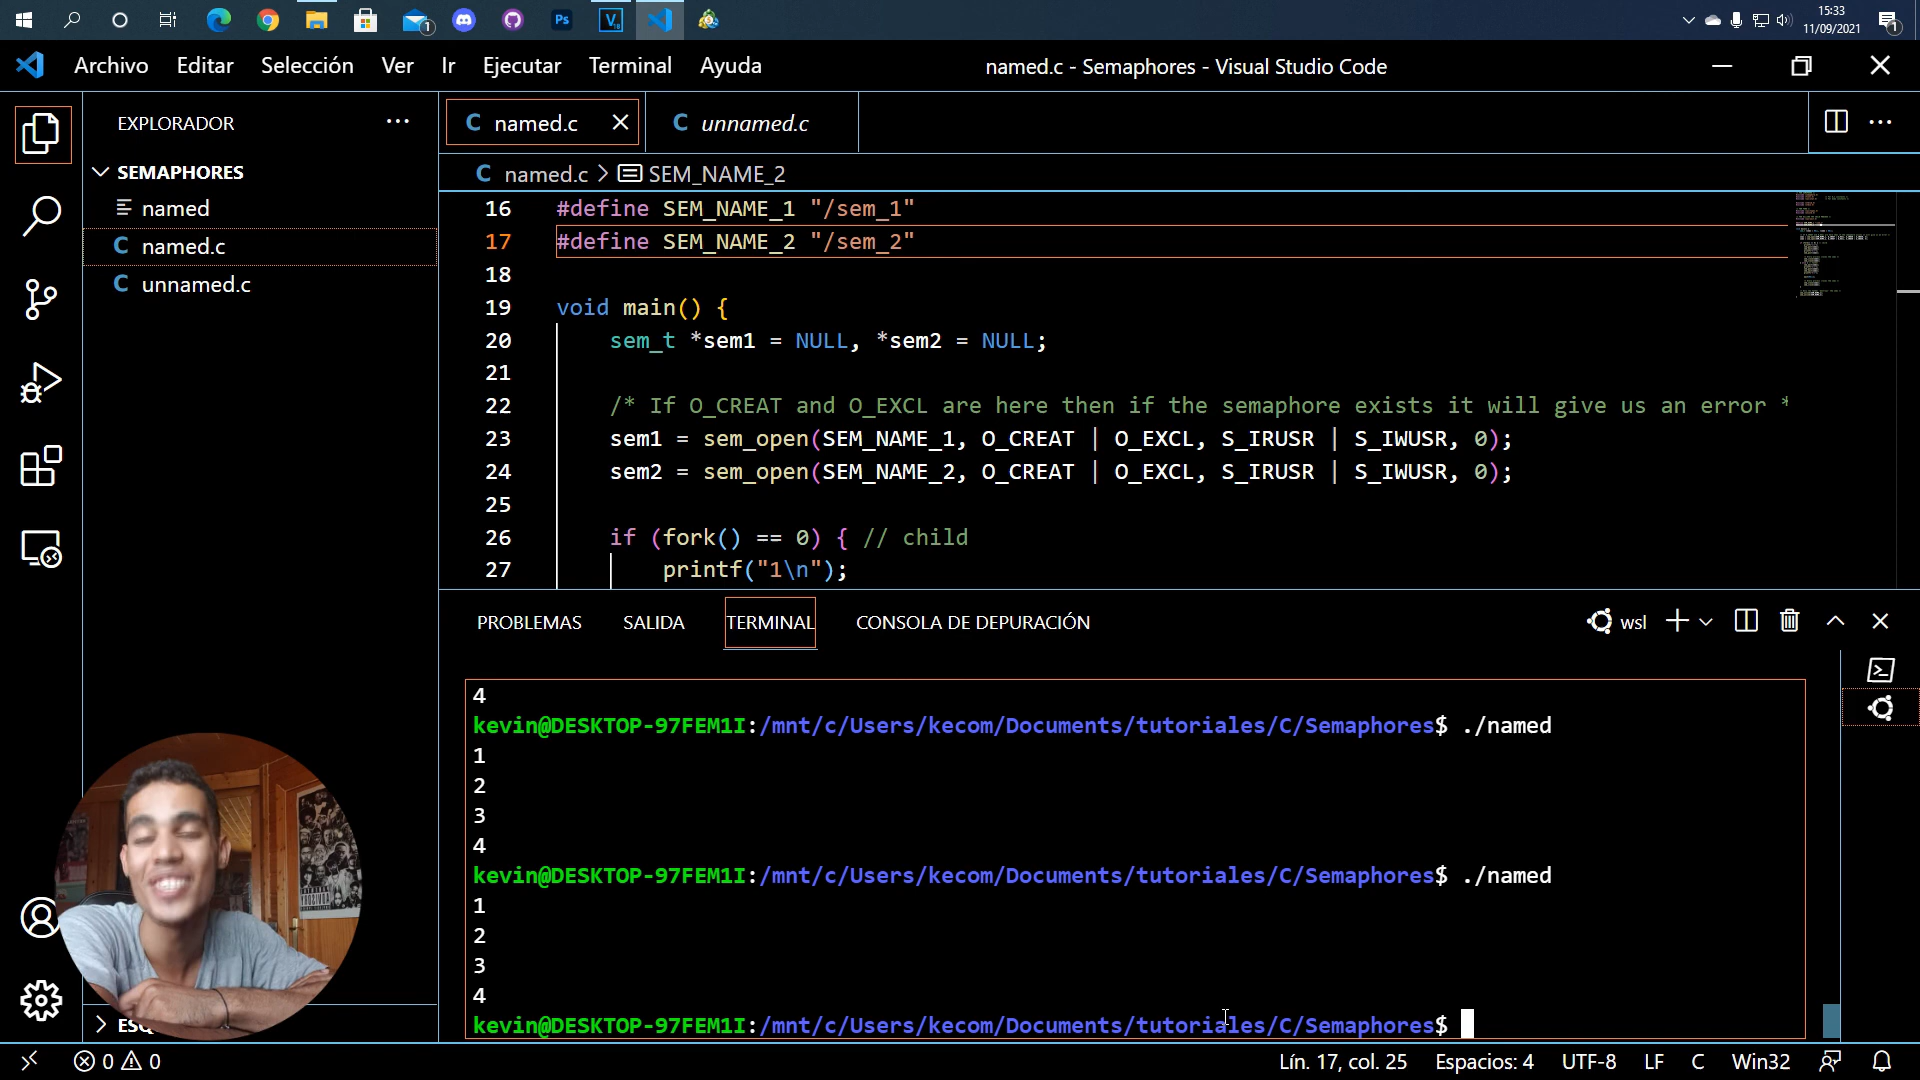 Ps
V
1
15:33
11/09/2021
1
Archivo Editar Selección Ver Ir Ejecutar Terminal Ayuda
named.c - Semaphores - Visual Studio Code
EXPLORADOR
SEMAPHORES
named
C named.c
C unnamed.c
C named.c
C unnamed.c
C named.c > SEM_NAME_2
16 #define SEM_NAME_1 "/sem_1"
17 #define SEM_NAME_2 "/sem_2"
18
19 void main() {
20 sem_t *sem1 = NULL, *sem2 = NULL;
21
22 /* If O_CREAT and O_EXCL are here then if the semaphore exists it will give us an error *
23 sem1 = sem_open(SEM_NAME_1, O_CREAT | O_EXCL, S_IRUSR | S_IWUSR, 0);
24 sem2 = sem_open(SEM_NAME_2, O_CREAT | O_EXCL, S_IRUSR | S_IWUSR, 0);
25
26 if (fork() == 0) { // child
27 printf("1\n");
PROBLEMAS SALIDA TERMINAL CONSOLA DE DEPURACIÓN
wsl
4
kevin@DESKTOP-97FEM1I:/mnt/c/Users/kecom/Documents/tutoriales/C/Semaphores$ ./named
1
2
3
4
kevin@DESKTOP-97FEM1I:/mnt/c/Users/kecom/Documents/tutoriales/C/Semaphores$ ./named
1
2
3
4
kevin@DESKTOP-97FEM1I:/mnt/c/Users/kecom/Documents/tutoriales/C/Semaphores$
0 0
Lín. 17, col. 25 Espacios: 4 UTF-8 LF C Win32